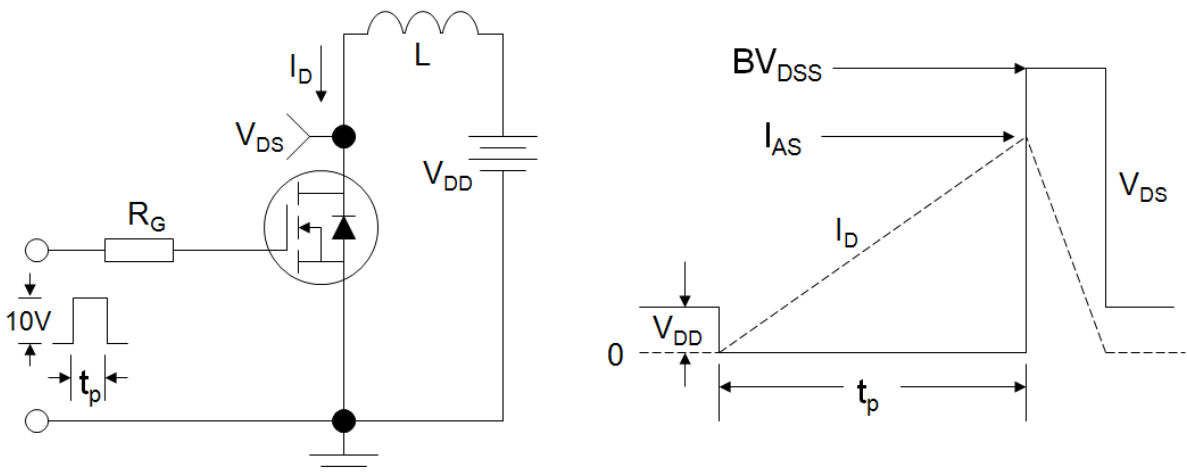 L
I_D
V_DS
V_DD
R_G
10V
t_p
BV_DSS
I_AS
V_DS
I_D
V_DD
0
t_p